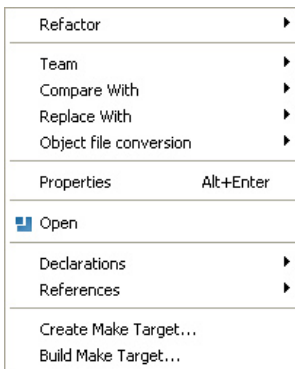 Refactor
Team
Compare With
Replace With
Object file conversion
Properties Alt+Enter
Open
Declarations
References
Create Make Target...
Build Make Target...